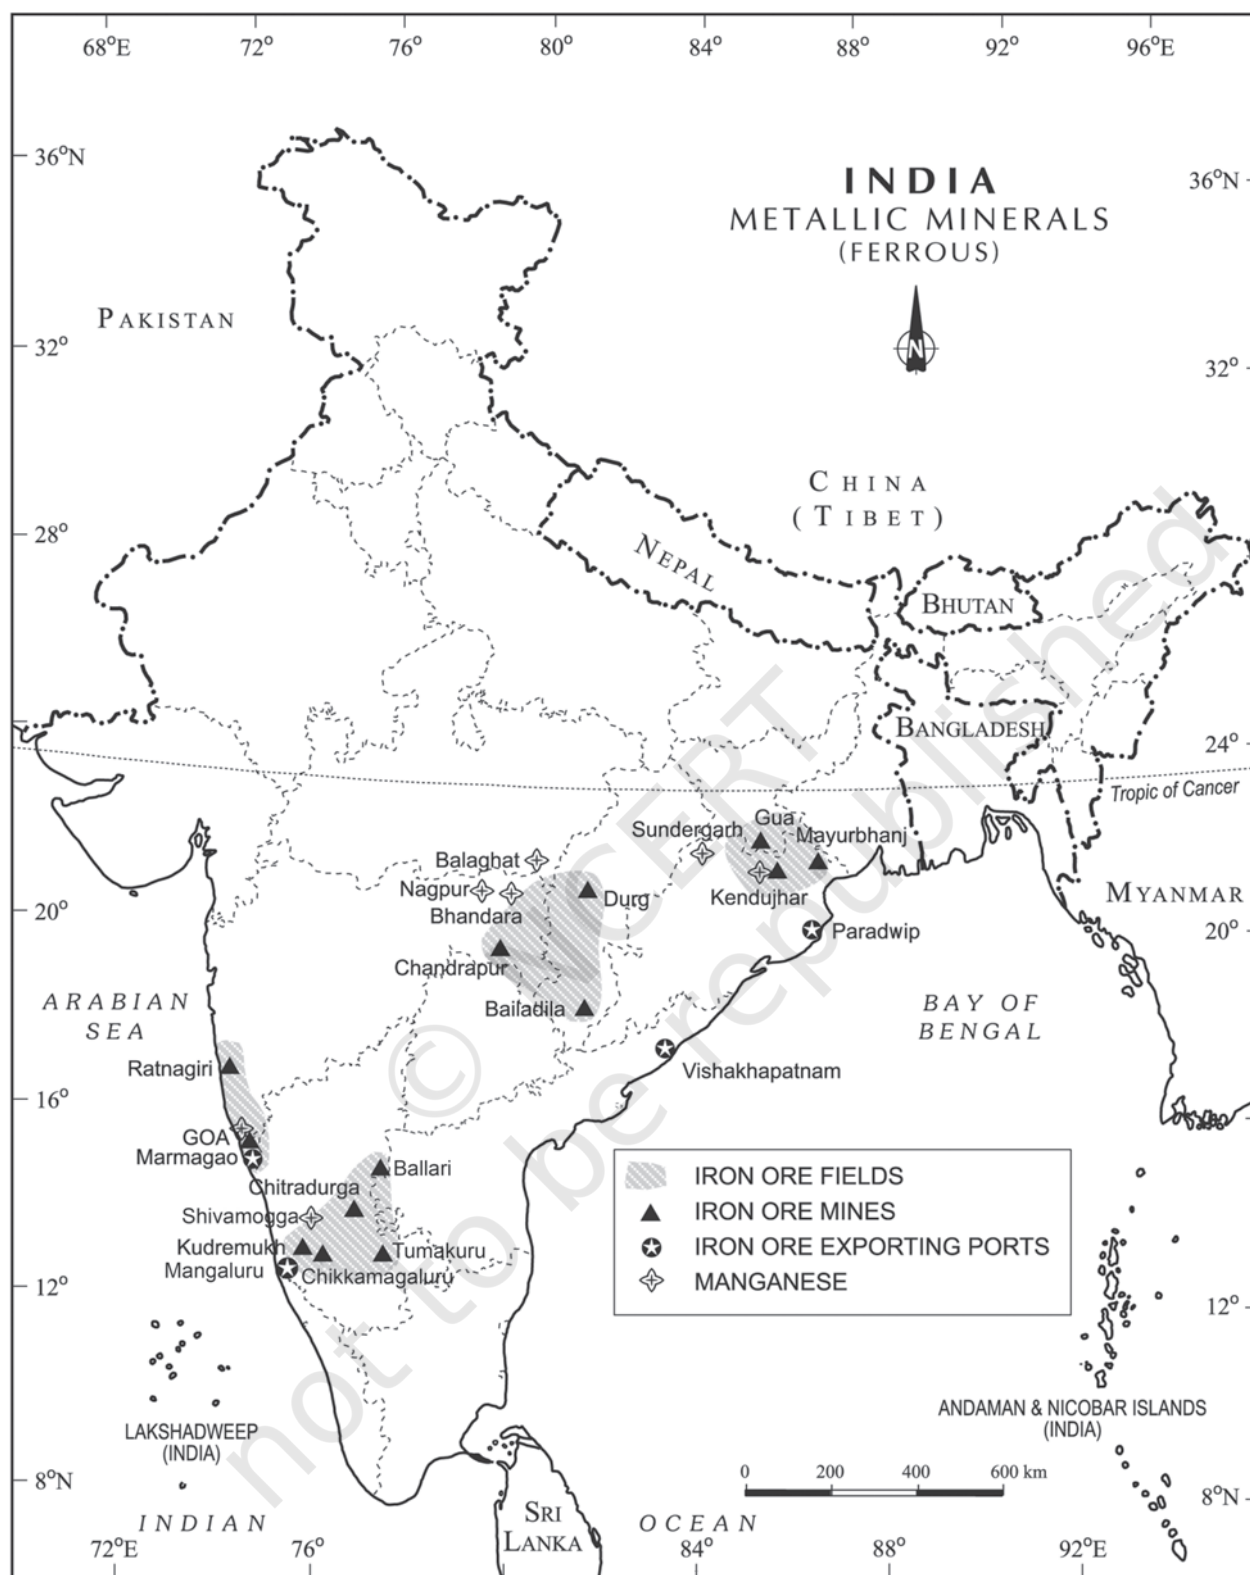 68°E 72° 76° 80° 84° 88° 92° 96°E
36°N
36°N
INDIA
METALLIC MINERALS
(FERROUS)
N
PAKISTAN
32°
32°
CHINA
(TIBET)
28°
NEPAL
BHUTAN
BANGLADESH
24°
Tropic of Cancer
Sundergarh
Gua
Mayurbhanj
Balaghat
Nagpur
Bhandara
Durg
Kendujhar
MYANMAR
20°
20°
Paradwip
Chandrapur
Bailadila
ARABIAN
SEA
BAY OF
BENGAL
Ratnagiri
Vishakhapatnam
16°
GOA
Marmagao
Ballari
Chitradurga
Shivamogga
Kudremukh
Tumakuru
Mangaluru
Chikkamagaluru
IRON ORE FIELDS
IRON ORE MINES
IRON ORE EXPORTING PORTS
MANGANESE
12°
12°
LAKSHADWEEP
(INDIA)
ANDAMAN & NICOBAR ISLANDS
(INDIA)
0 200 400 600 km
8°N
8°N
SRI
LANKA
INDIAN OCEAN
72°E 76° 84° 88° 92°E
© NCERT
not to be republished